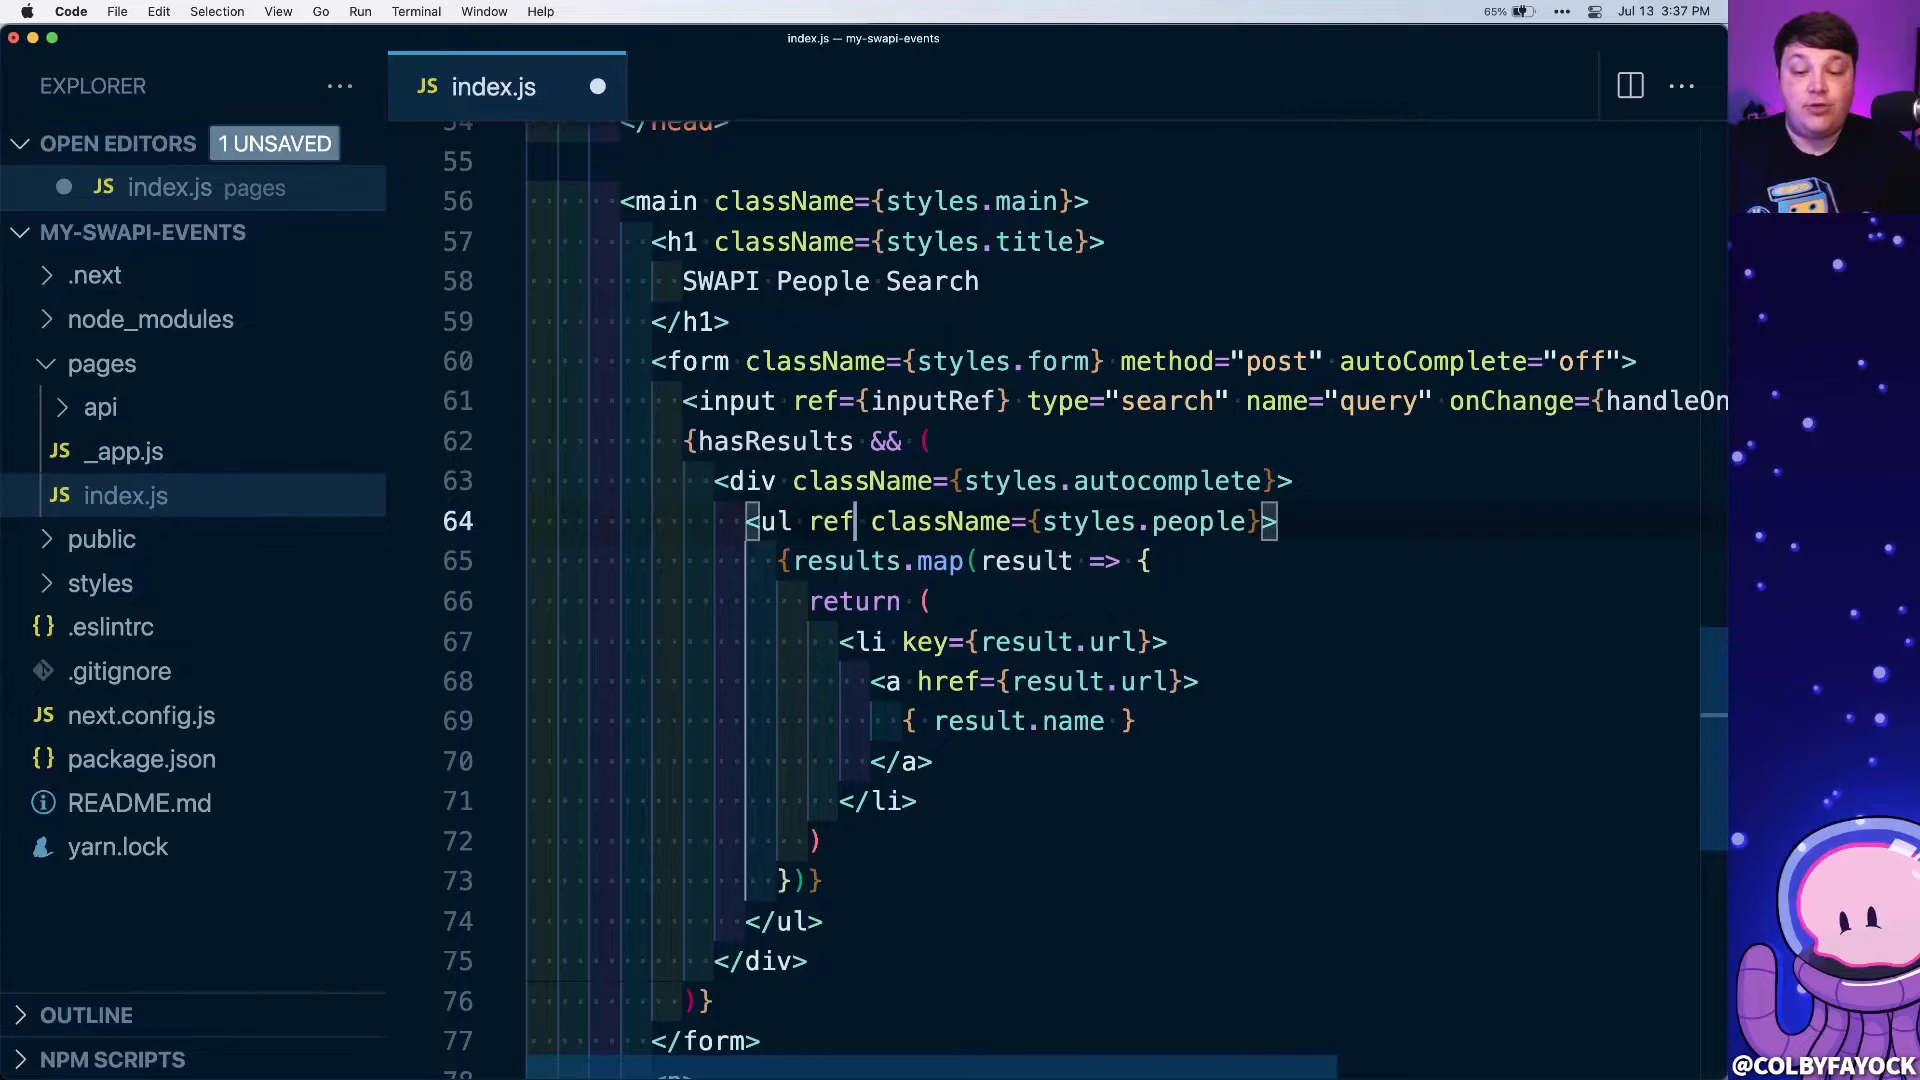 Code File Edit Selection View Go Run Terminal Window Help 65% Jul 13 3:37 PM
index.js — my-swapi-events
EXPLORER
JS index.js
OPEN EDITORS 1 UNSAVED
JS index.js pages
MY-SWAPI-EVENTS
.next
node_modules
pages
api
JS _app.js
JS index.js
public
styles
{} .eslintrc
.gitignore
JS next.config.js
{} package.json
README.md
yarn.lock
OUTLINE
NPM SCRIPTS
54 </head>
55
56 <main className={styles.main}>
57 <h1 className={styles.title}>
58 SWAPI People Search
59 </h1>
60 <form className={styles.form} method="post" autoComplete="off">
61 <input ref={inputRef} type="search" name="query" onChange={handleOn
62 {hasResults && (
63 <div className={styles.autocomplete}>
64 <ul ref className={styles.people}>
65 {results.map(result => {
66 return (
67 <li key={result.url}>
68 <a href={result.url}>
69 { result.name }
70 </a>
71 </li>
72 )
73 })}
74 </ul>
75 </div>
76 )}
77 </form>
78
@COLBYFAYOCK